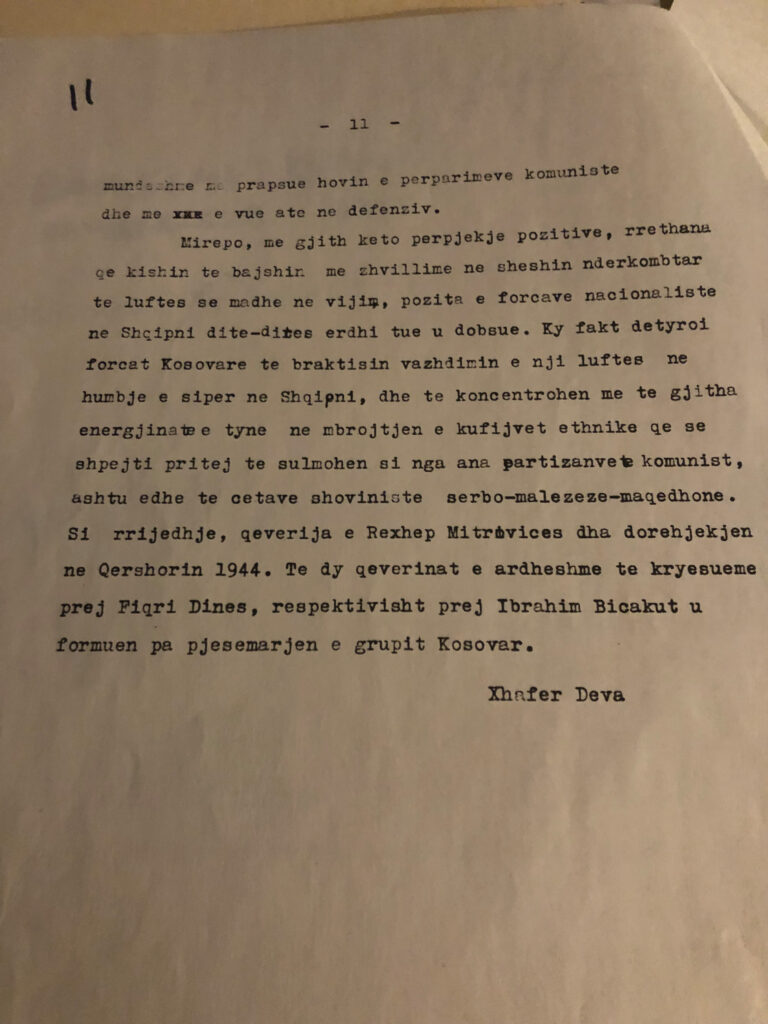 11
- 11 -
mundeshme me prapsue hovin e perparimeve komuniste
dhe me xxx e vue ate ne defenziv.
Mirepo, me gjith keto perpjekje pozitive, rrethana
qe kishin te bajshin me zhvillime ne sheshin nderkombtar
te luftes se madhe ne vijim, pozita e forcave nacionaliste
ne Shqipni dite-dites erdhi tue u dobsue. Ky fakt detyroi
forcat Kosovare te braktisin vazhdimin e nji luftes ne
humbje e siper ne Shqipni, dhe te koncentrohen me te gjitha
energjinat e tyne ne mbrojtjen e kufijvet ethnike qe se
shpejti pritej te sulmohen si nga ana partizanvet komunist,
ashtu edhe te cetave shoviniste serbo-malezeze-maqedhone.
Si rrijedhje, qeverija e Rexhep Mitrovices dha dorehjekjen
ne Qershorin 1944. Te dy qeverinat e ardheshme te kryesueme
prej Fiqri Dines, respektivisht prej Ibrahim Bicakut u
formuen pa pjesemarjen e grupit Kosovar.
Xhafer Deva